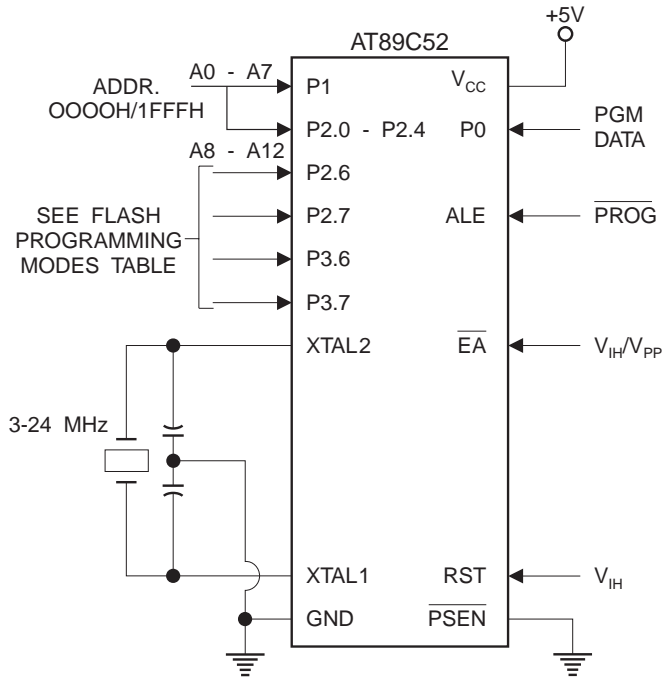 +5V
AT89C52
A0 - A7
P1
VCC
ADDR.
OOOOH/1FFFH
P2.0 - P2.4
P0
PGM
DATA
A8 - A12
P2.6
SEE FLASH
PROGRAMMING
MODES TABLE
P2.7
ALE
PROG
P3.6
P3.7
XTAL2
EA
VIH/VPP
3-24 MHz
XTAL1
RST
VIH
GND
PSEN